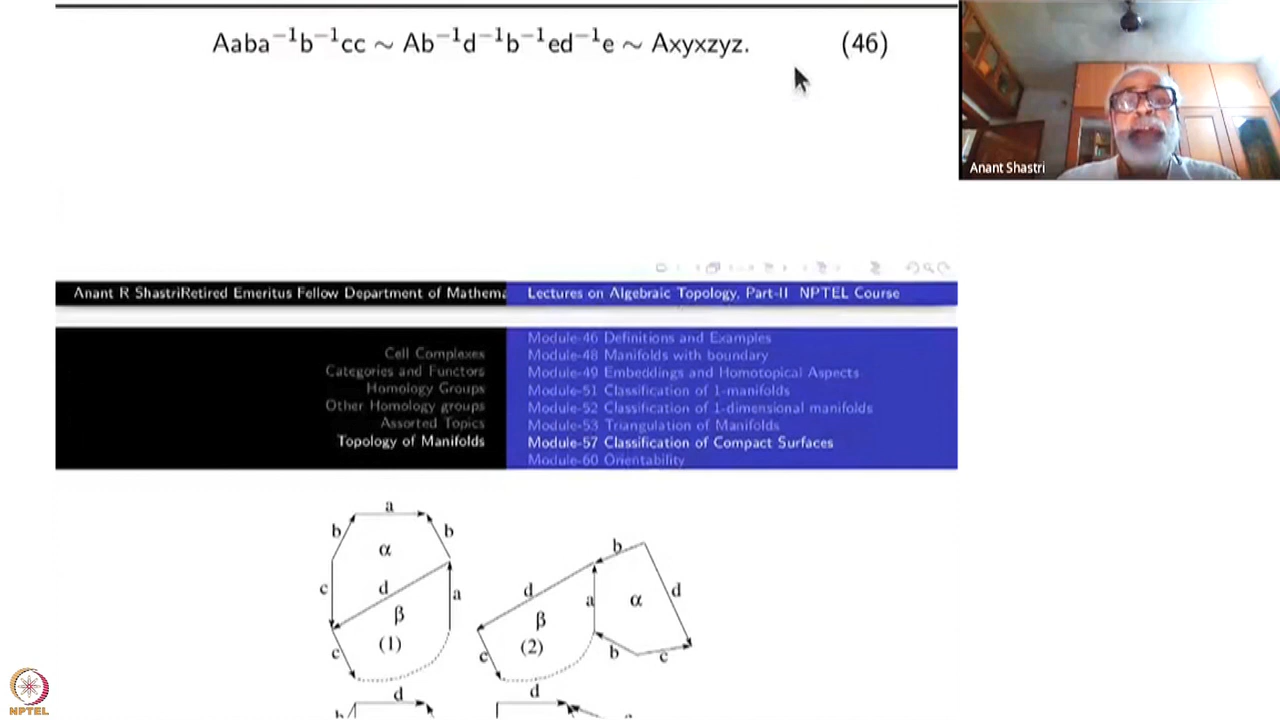 Aaba⁻¹b⁻¹cc ∼ Ab⁻¹d⁻¹b⁻¹ed⁻¹e ∼ Axyxzyz. (46)
Anant Shastri
Anant R ShastriRetired Emeritus Fellow Department of Mathema
Lectures on Algebraic Topology, Part-II NPTEL Course
Cell Complexes
Categories and Functors
Homology Groups
Other Homology groups
Assorted Topics
Topology of Manifolds
Module-46 Definitions and Examples
Module-48 Manifolds with boundary
Module-49 Embeddings and Homotopical Aspects
Module-51 Classification of 1-manifolds
Module-52 Classification of 1-dimensional manifolds
Module-53 Triangulation of Manifolds
Module-57 Classification of Compact Surfaces
Module-60 Orientability
a
b α b
c d a
β
c (1)
b
d a α d
β
c (2) b c
d d
b
NPTEL